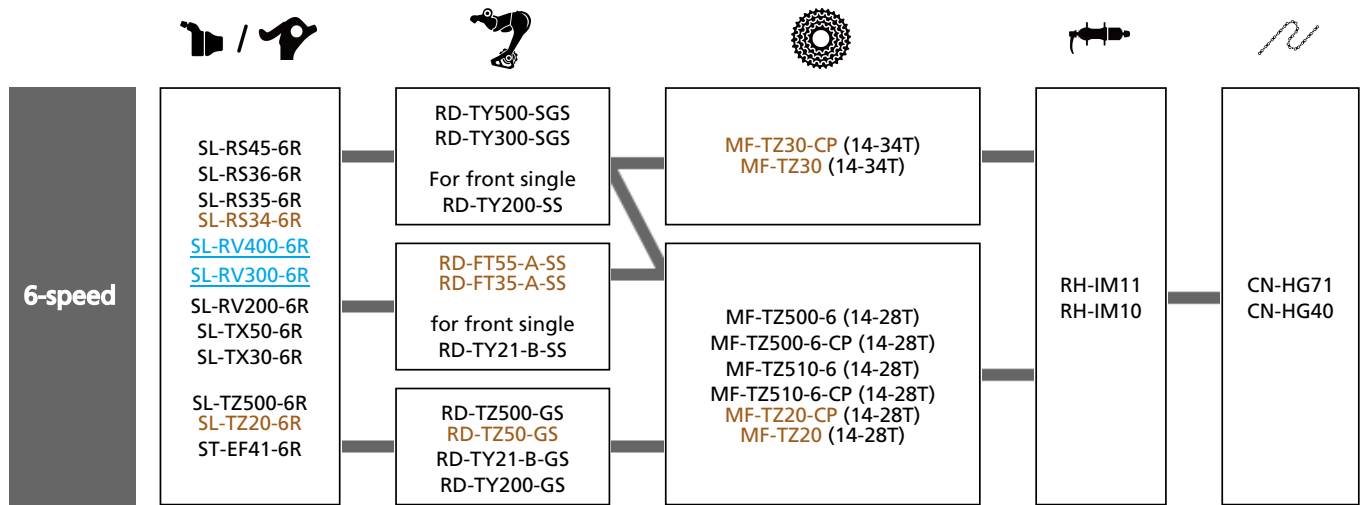 /
6-speed
SL-RS45-6R
SL-RS36-6R
SL-RS35-6R
SL-RS34-6R
SL-RV400-6R
SL-RV300-6R
SL-RV200-6R
SL-TX50-6R
SL-TX30-6R
SL-TZ500-6R
SL-TZ20-6R
ST-EF41-6R
RD-TY500-SGS
RD-TY300-SGS
For front single
RD-TY200-SS
RD-FT55-A-SS
RD-FT35-A-SS
for front single
RD-TY21-B-SS
RD-TZ500-GS
RD-TZ50-GS
RD-TY21-B-GS
RD-TY200-GS
MF-TZ30-CP (14-34T)
MF-TZ30 (14-34T)
MF-TZ500-6 (14-28T)
MF-TZ500-6-CP (14-28T)
MF-TZ510-6 (14-28T)
MF-TZ510-6-CP (14-28T)
MF-TZ20-CP (14-28T)
MF-TZ20 (14-28T)
RH-IM11
RH-IM10
CN-HG71
CN-HG40